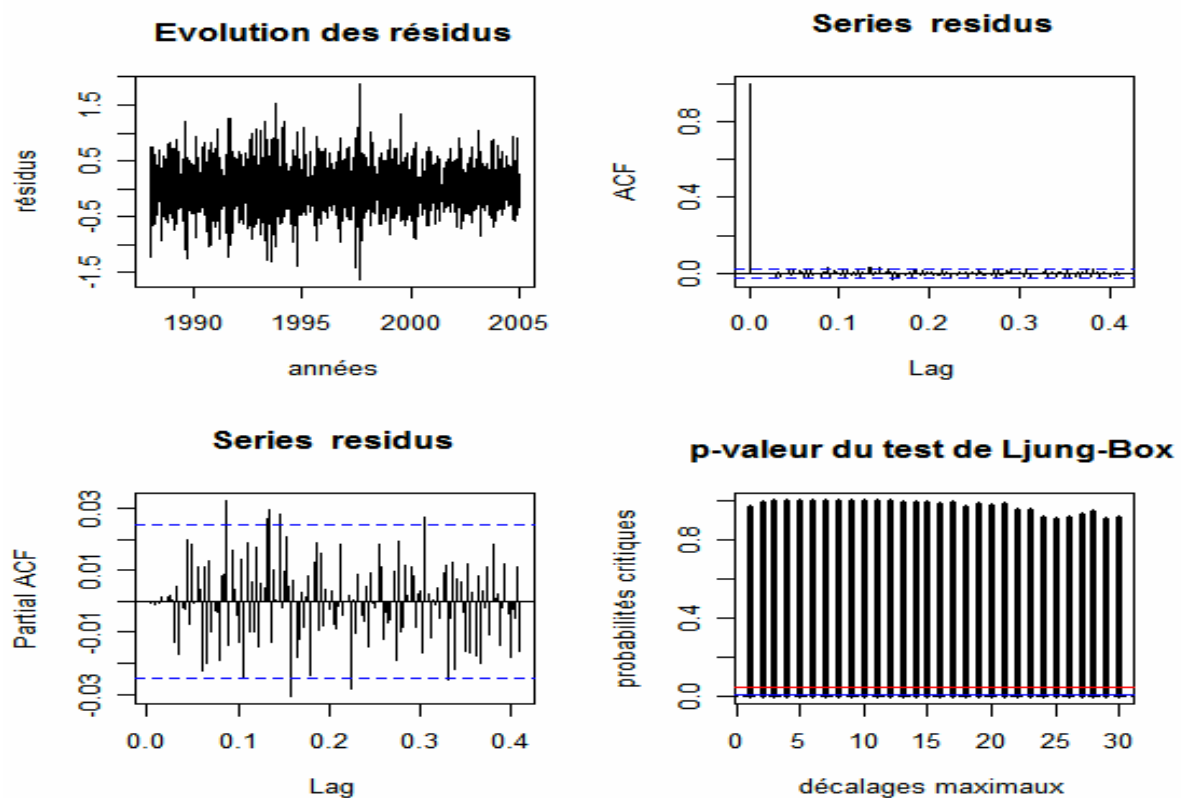 Evolution des résidus
résidus
1.5
0.5
-0.5
-1.5
1990 1995 2000 2005
années
Series residus
ACF
0.8
0.4
0.0
0.0 0.1 0.2 0.3 0.4
Lag
Series residus
Partial ACF
0.03
0.01
-0.01
-0.03
0.0 0.1 0.2 0.3 0.4
Lag
p-valeur du test de Ljung-Box
probabilités critiques
0.8
0.4
0.0
0 5 10 15 20 25 30
décalages maximaux